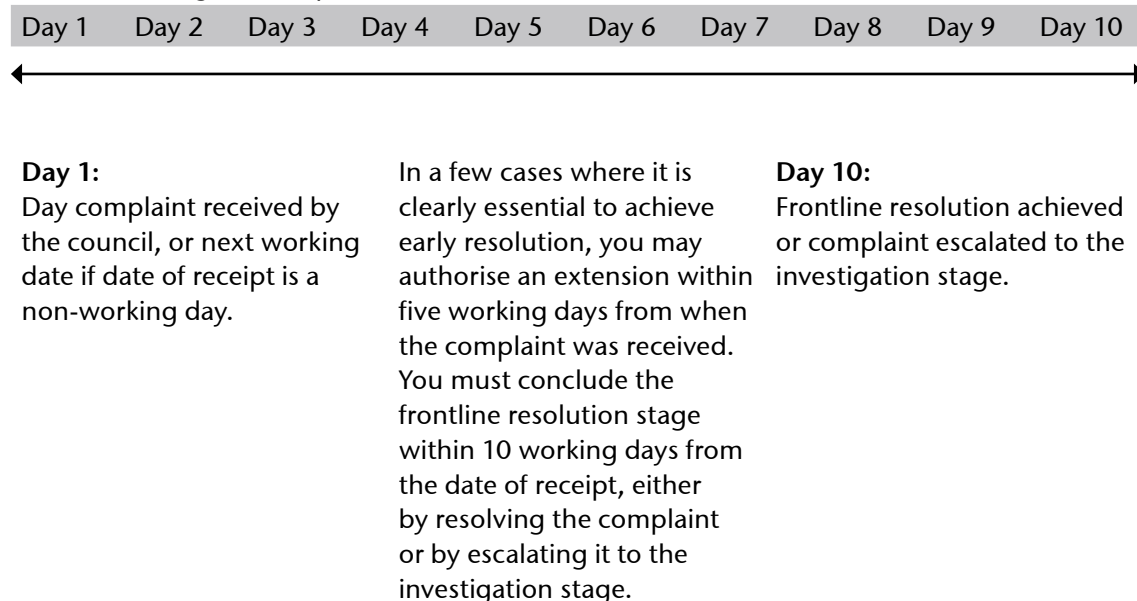 Day 1 Day 2 Day 3 Day 4 Day 5 Day 6 Day 7 Day 8 Day 9 Day 10
Day 1:
Day complaint received by
the council, or next working
date if date of receipt is a
non-working day.
In a few cases where it is
clearly essential to achieve
early resolution, you may
authorise an extension within
five working days from when
the complaint was received.
You must conclude the
frontline resolution stage
within 10 working days from
the date of receipt, either
by resolving the complaint
or by escalating it to the
investigation stage.
Day 10:
Frontline resolution achieved
or complaint escalated to the
investigation stage.